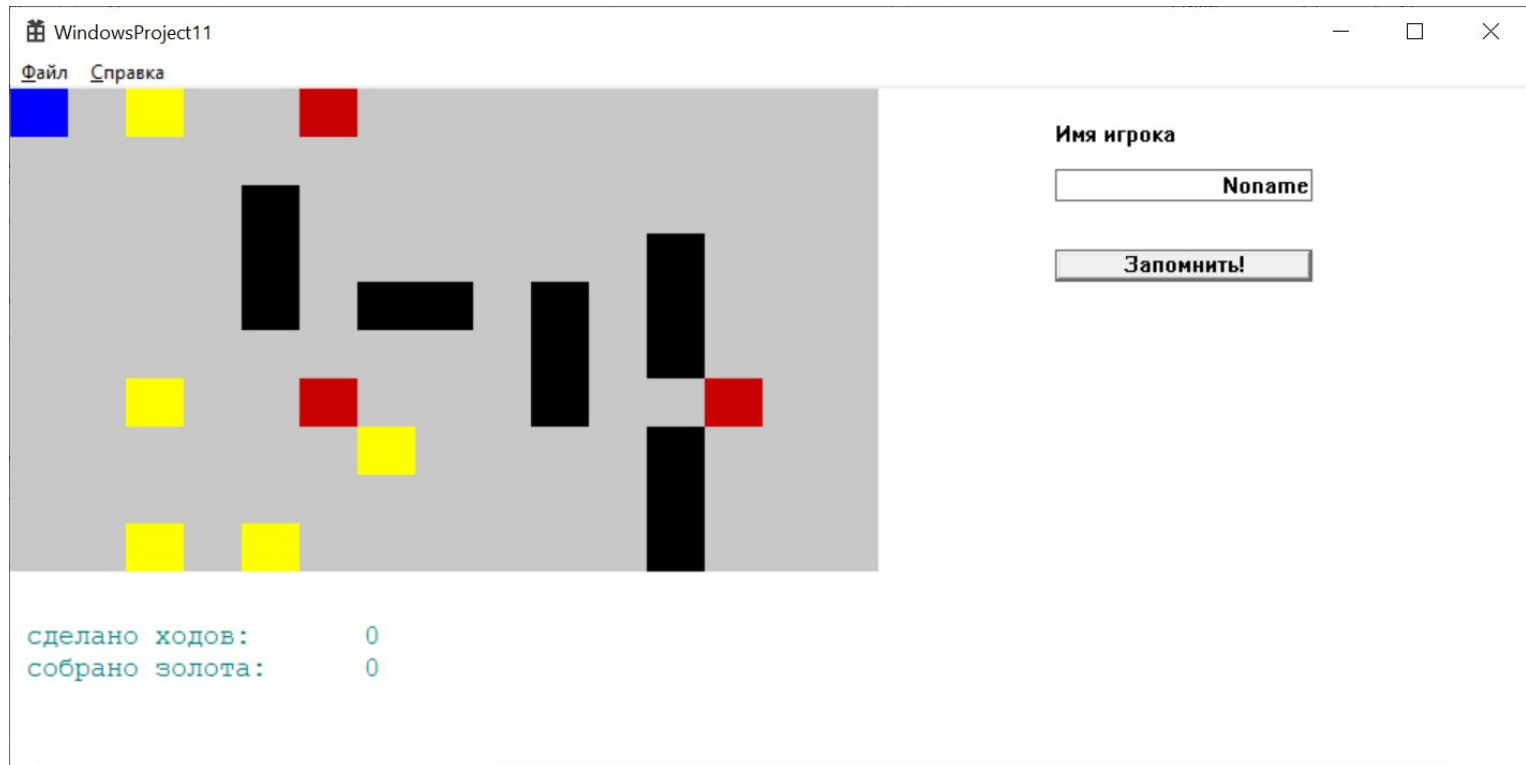 WindowsProject11
Файл Справка
Имя игрока
Noname
Запомнить!
сделано ходов: 0
собрано золота: 0